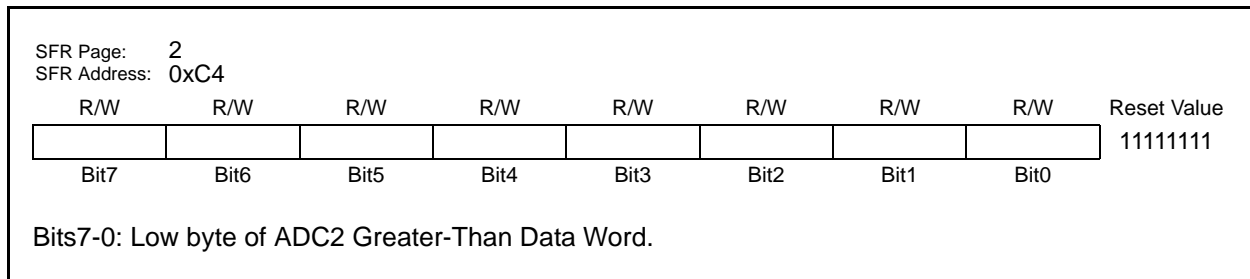 SFR Page: 2
SFR Address: 0xC4
R/W R/W R/W R/W R/W R/W R/W R/W Reset Value
11111111
Bit7 Bit6 Bit5 Bit4 Bit3 Bit2 Bit1 Bit0
Bits7-0: Low byte of ADC2 Greater-Than Data Word.